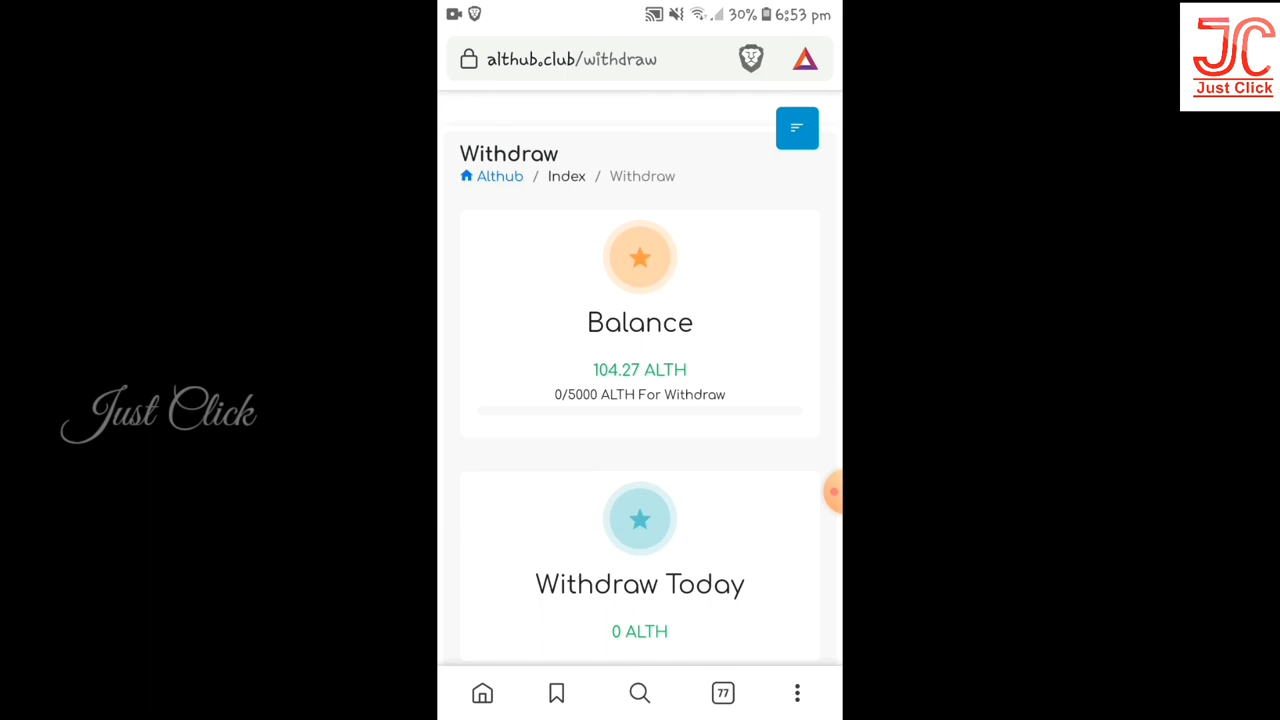 30% 6:53 pm
JC
Just Click
althub.club/withdraw
Withdraw
Althub / Index / Withdraw
Balance
104.27 ALTH
0/5000 ALTH For Withdraw
Just Click
Withdraw Today
0 ALTH
77